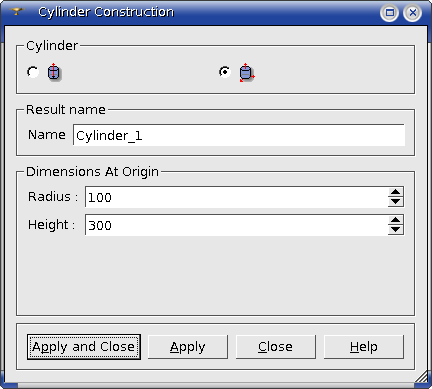 Cylinder Construction
Cylinder
Result name
Name Cylinder_1
Dimensions At Origin
Radius : 100
Height : 300
Apply and Close Apply Close Help